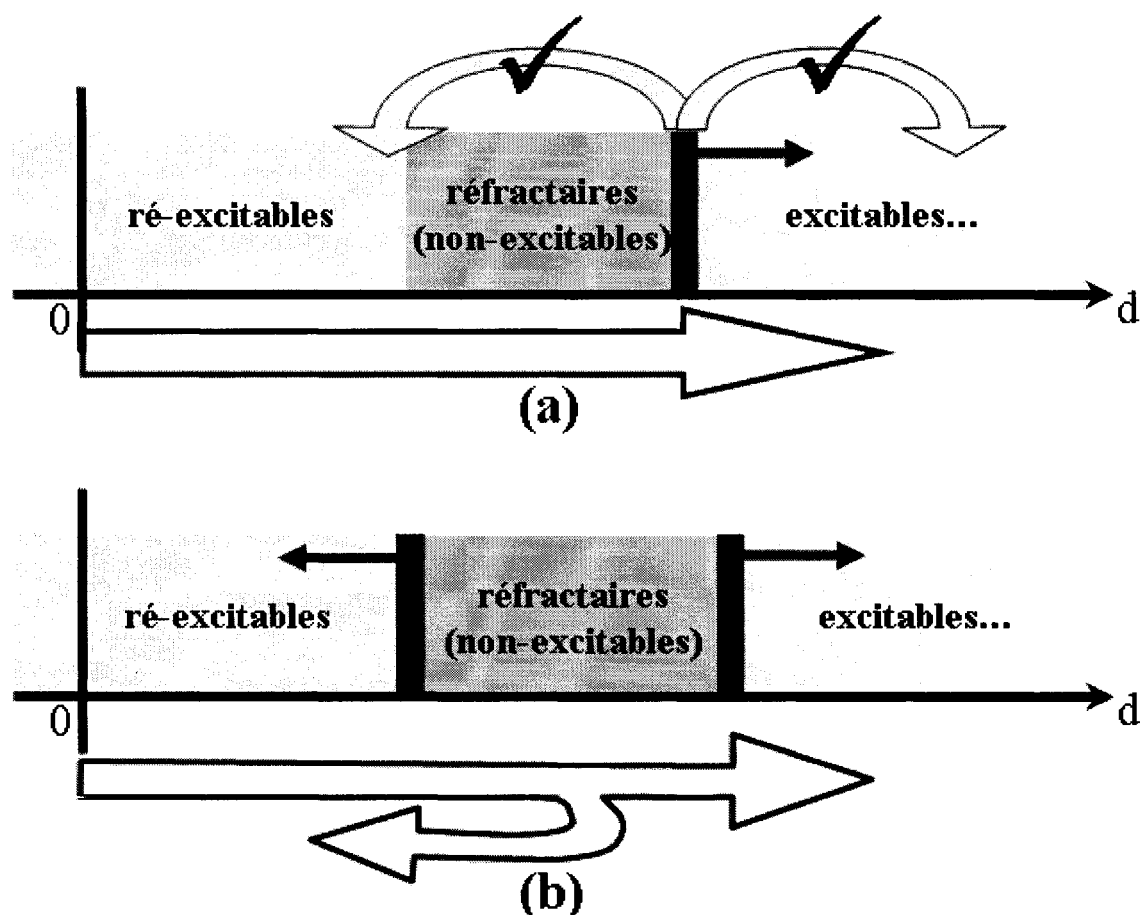 ré-excitables
réfractaires
(non-excitables)
excitables...
0
d
(a)
ré-excitables
réfractaires
(non-excitables)
excitables...
0
d
(b)